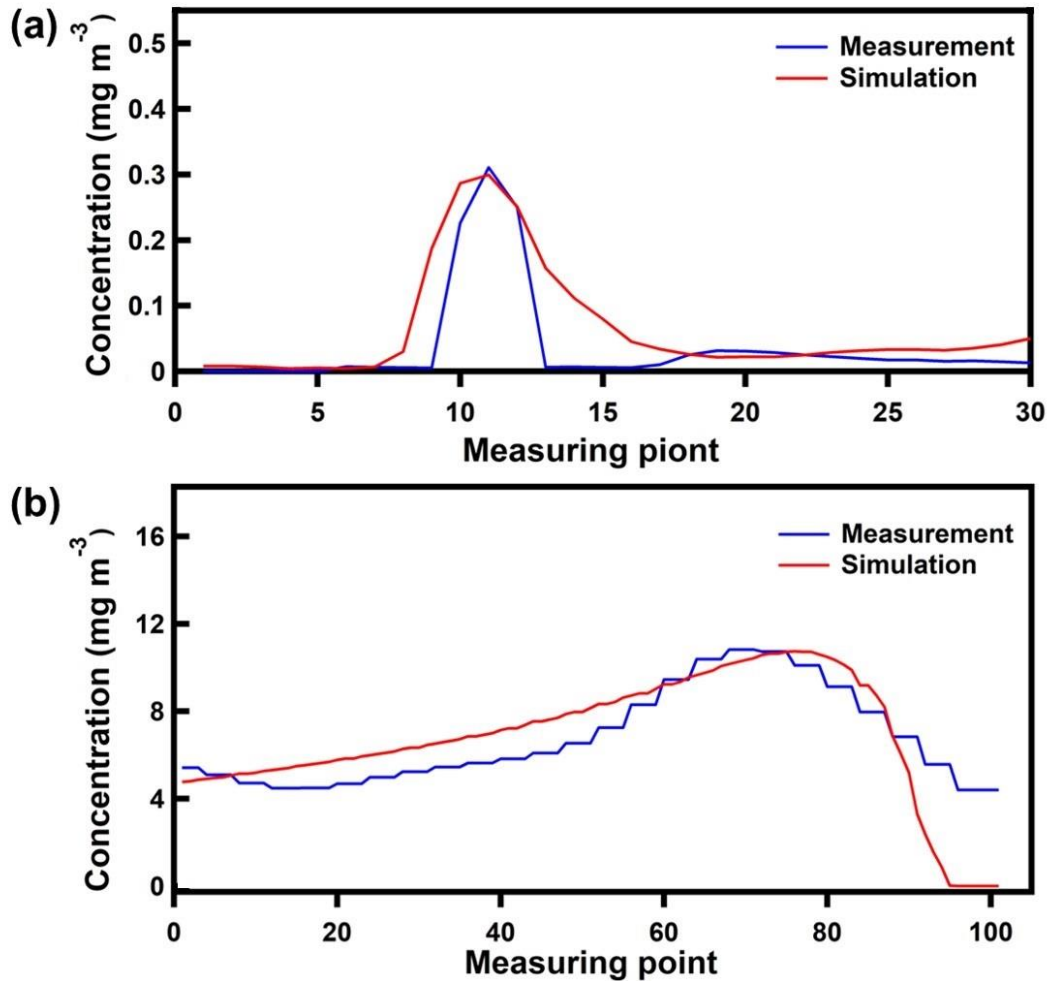 (a)
Concentration (mg m-3)
0.5
0.4
0.3
0.2
0.1
0
Measurement
Simulation
0 5 10 15 20 25 30
Measuring piont
(b)
Concentration (mg m-3)
16
12
8
4
0
Measurement
Simulation
0 20 40 60 80 100
Measuring point